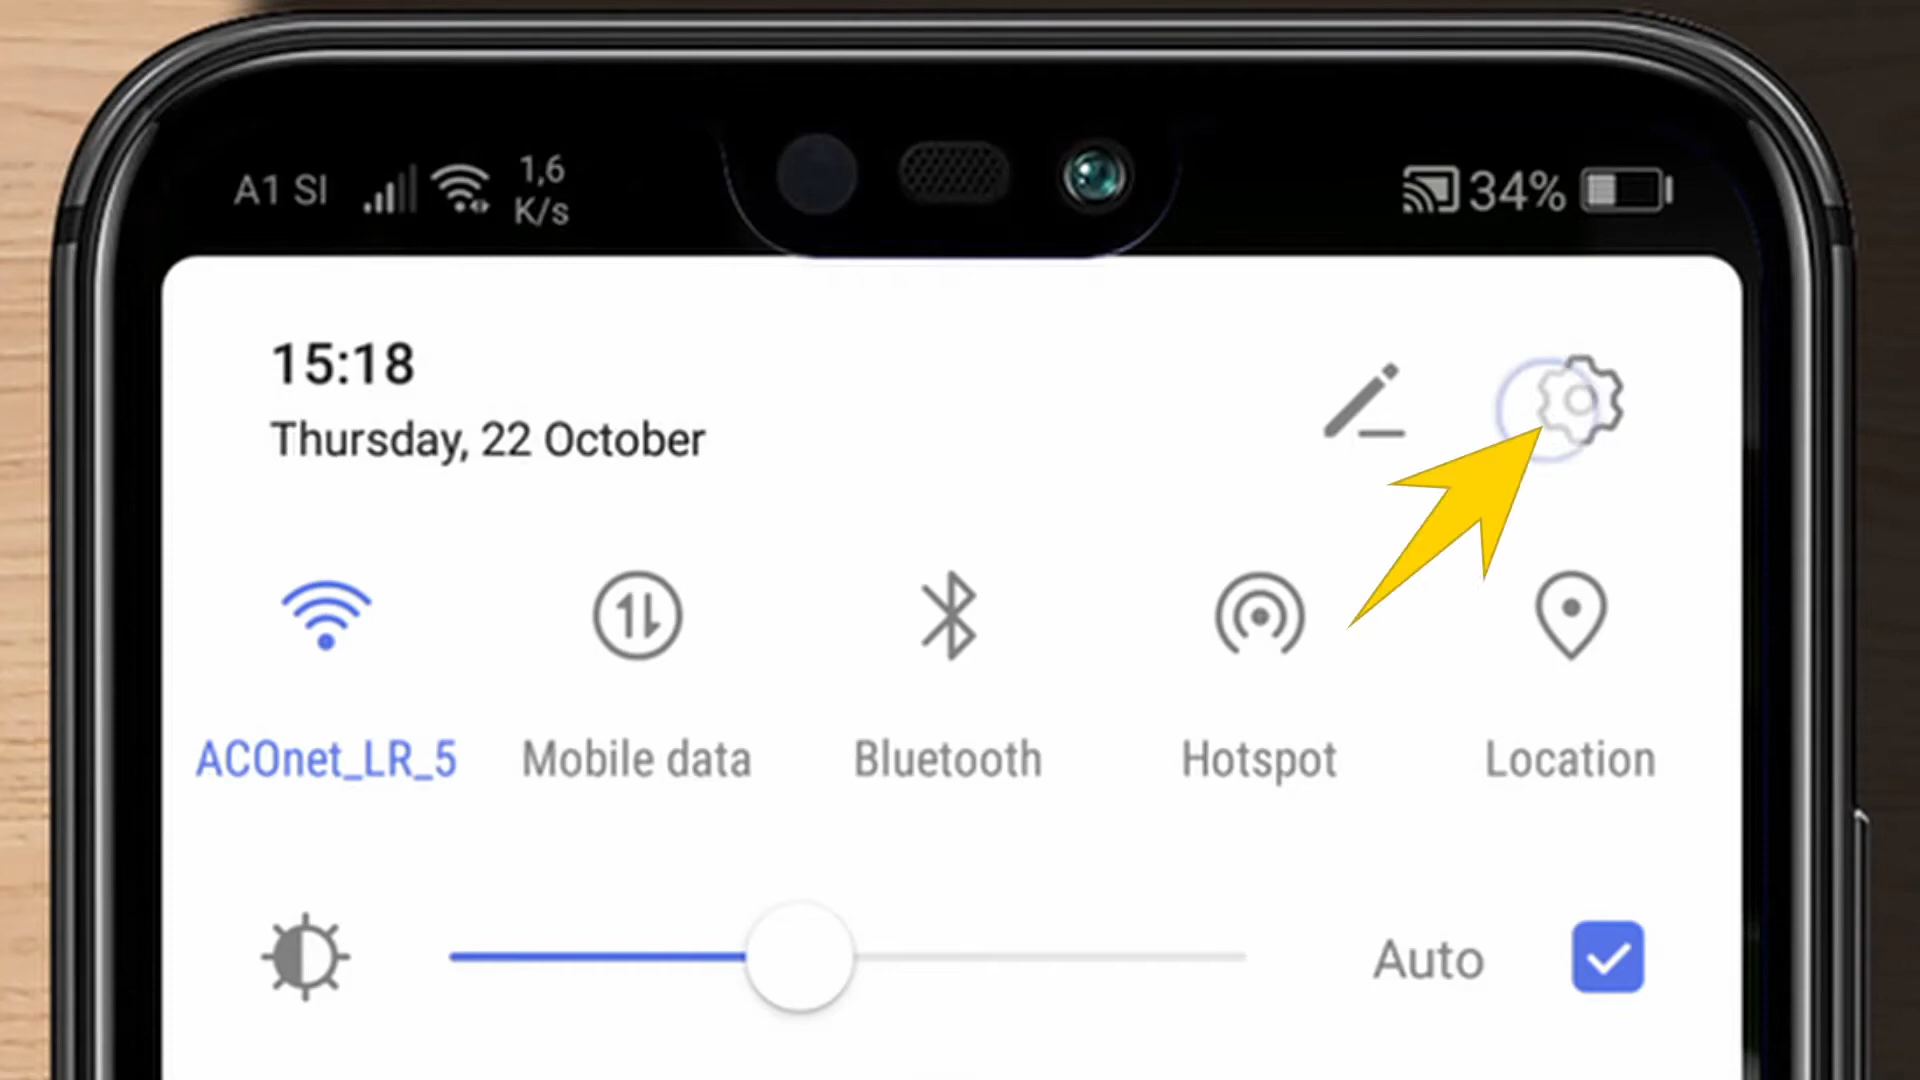 A1 SI
1,6
K/s
34%
15:18
Thursday, 22 October
ACOnet_LR_5 Mobile data Bluetooth Hotspot Location
Auto